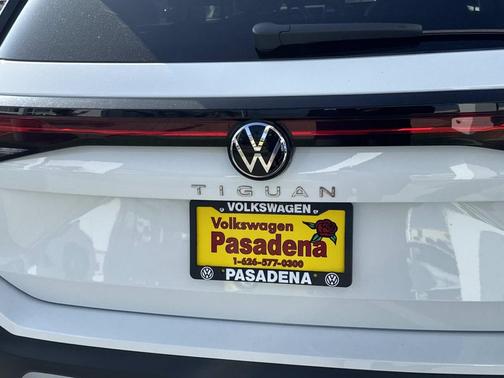 TIGUAN
VOLKSWAGEN
Volkswagen
Pasadena
1-626-577-0300
PASADENA